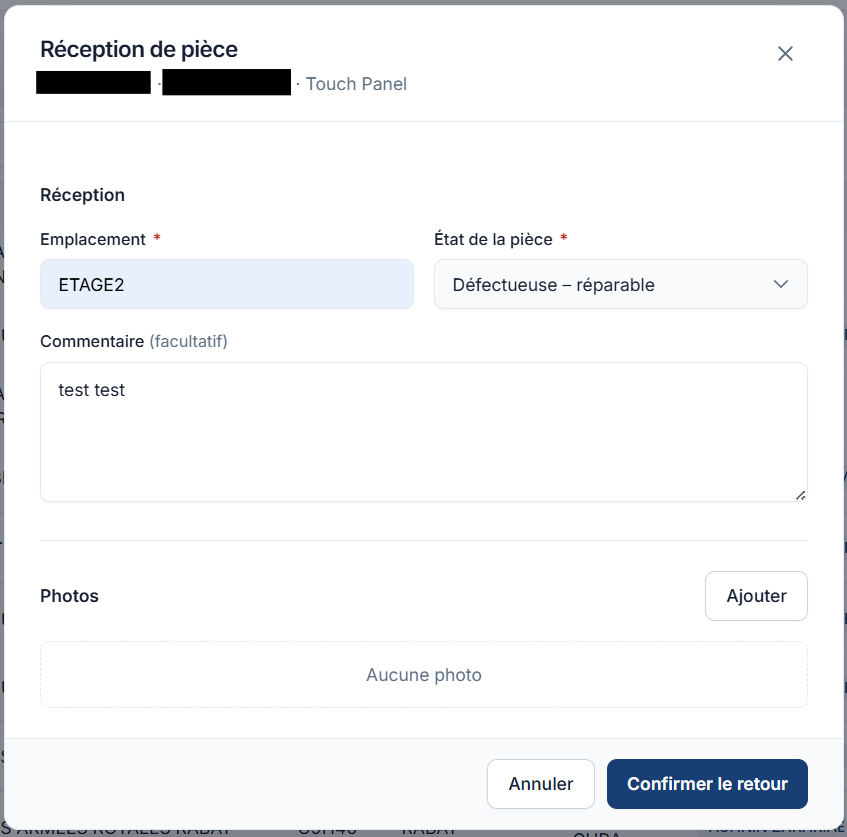 Réception de pièce
· · Touch Panel
Réception
Emplacement * État de la pièce *
ETAGE2 Défectueuse – réparable
Commentaire (facultatif)
test test
Photos Ajouter
Aucune photo
Annuler Confirmer le retour
RABAT